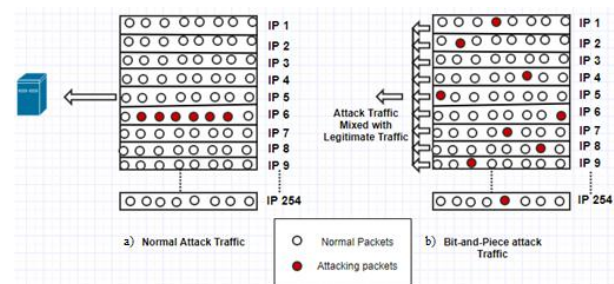 IP 1
IP 2
IP 3
IP 4
IP 5
IP 6
IP 7
IP 8
IP 9
IP 254
a) Normal Attack Traffic
Attack Traffic
Mixed with
Legitimate Traffic
IP 1
IP 2
IP 3
IP 4
IP 5
IP 6
IP 7
IP 8
IP 9
IP 254
b) Bit-and-Piece attack
Traffic
Normal Packets
Attacking packets